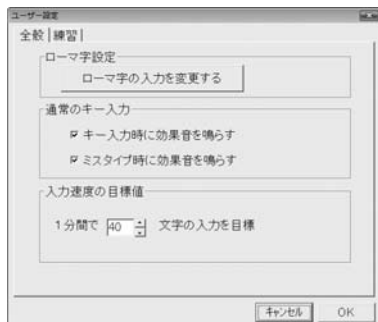 ユーザー設定
全般 練習
ローマ字設定
ローマ字の入力を変更する
通常のキー入力
キー入力時に効果音を鳴らす
ミスタイプ時に効果音を鳴らす
入力速度の目標値
1分間で 40 文字の入力を目標
キャンセル OK